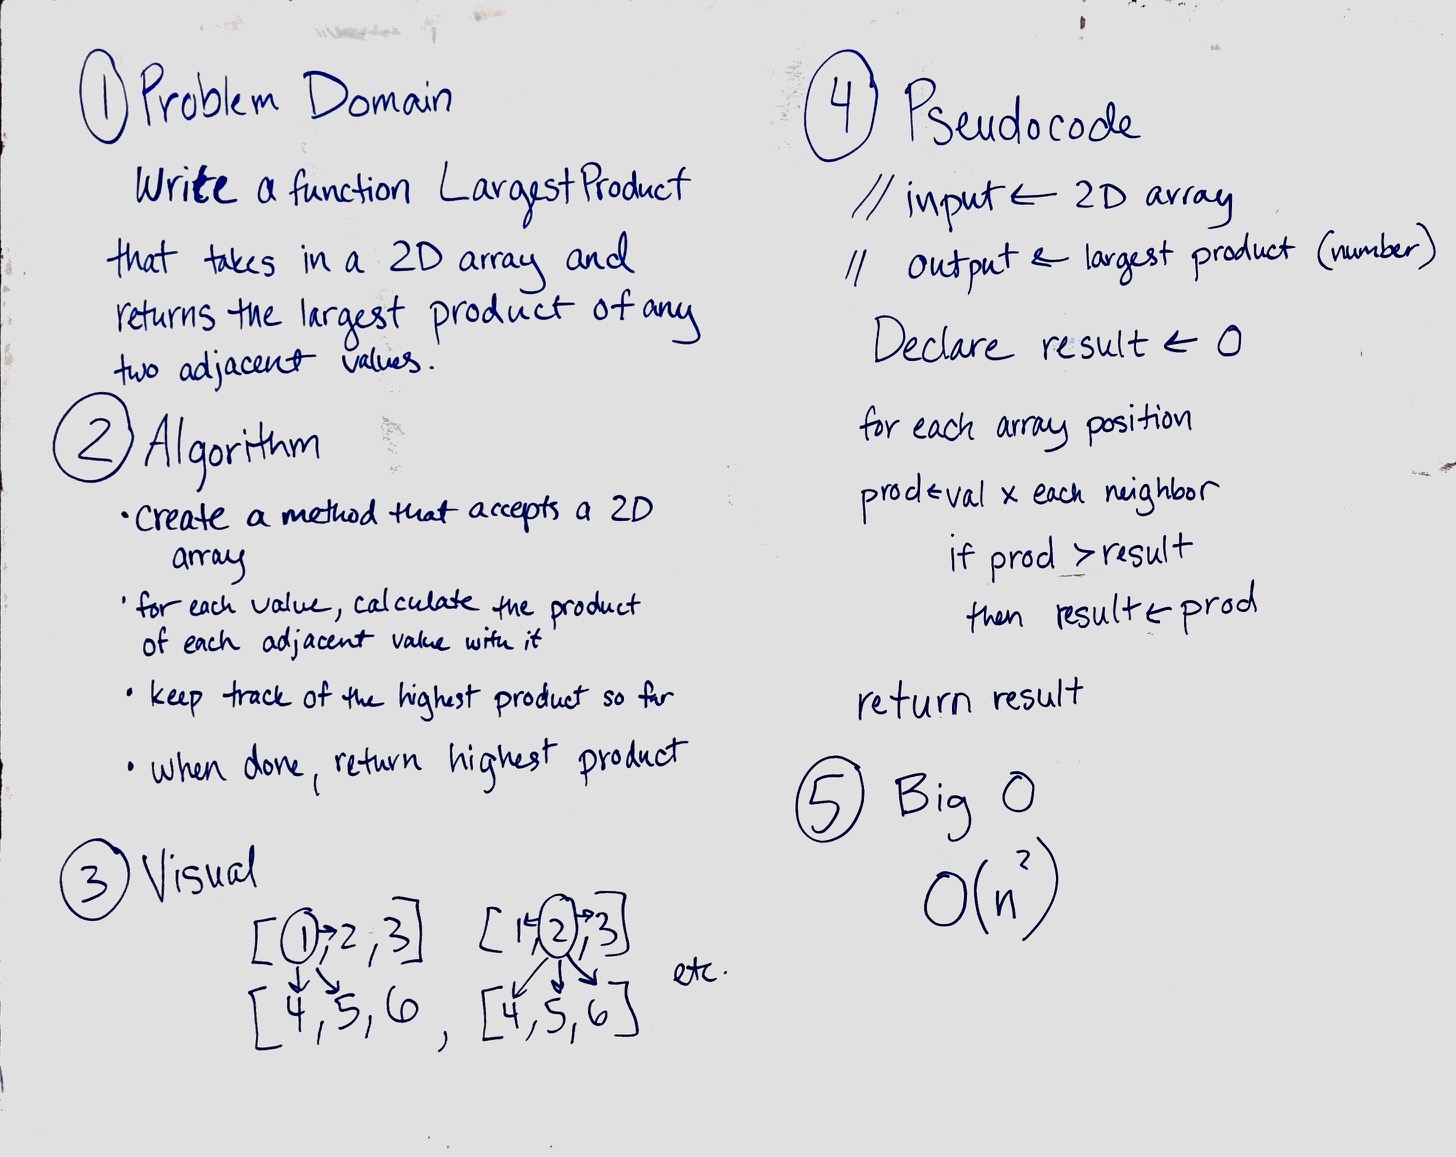 ① Problem Domain
Write a function LargestProduct
that takes in a 2D array and
returns the largest product of any
two adjacent values.
② Algorithm
• Create a method that accepts a 2D
array
• for each value, calculate the product
of each adjacent value with it
• keep track of the highest product so far
• when done, return highest product
③ Visual
[1,2,3] [1,2,3]
[4,5,6 , [4,5,6]
etc.
④ Pseudocode
// input ← 2D array
// output ← largest product (number)
Declare result ← 0
for each array position
prod ← val x each neighbor
if prod > result
then result ← prod
return result
⑤ Big O
O(n²)